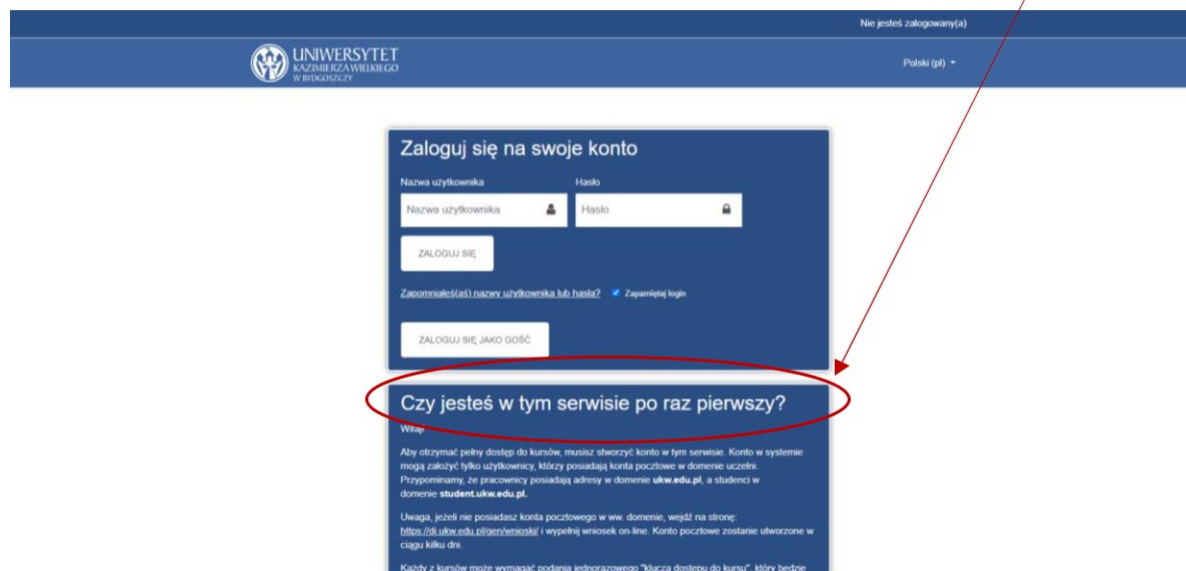 Nie jesteś zalogowany(a)
UNIWERSYTET
KAZIMIERZA WIELKIEGO
W BYDGOSZCZY
Polski (pl)
Zaloguj się na swoje konto
Nazwa użytkownika Hasło
Nazwa użytkownika Hasło
ZALOGUJ SIĘ
Zapomniałeś(aś) nazwy użytkownika lub hasła? Zapamiętaj login
ZALOGUJ SIĘ JAKO GOŚĆ
Czy jesteś w tym serwisie po raz pierwszy?
Witaj!
Aby otrzymać pełny dostęp do kursów, musisz stworzyć konto w tym serwisie. Konto w systemie
mogą założyć tylko użytkownicy, którzy posiadają konta pocztowe w domenie uczelni.
Przypominamy, że pracownicy posiadają adresy w domenie ukw.edu.pl, a studenci w
domenie student.ukw.edu.pl.
Uwaga, jeżeli nie posiadasz konta pocztowego w ww. domenie, wejdź na stronę:
https://di.ukw.edu.pl/gen/wnioski/ i wypełnij wniosek on-line. Konto pocztowe zostanie utworzone w
ciągu kilku dni.
Każdy z kursów może wymagać podania jednorazowego "klucza dostępu do kursu", który będzie